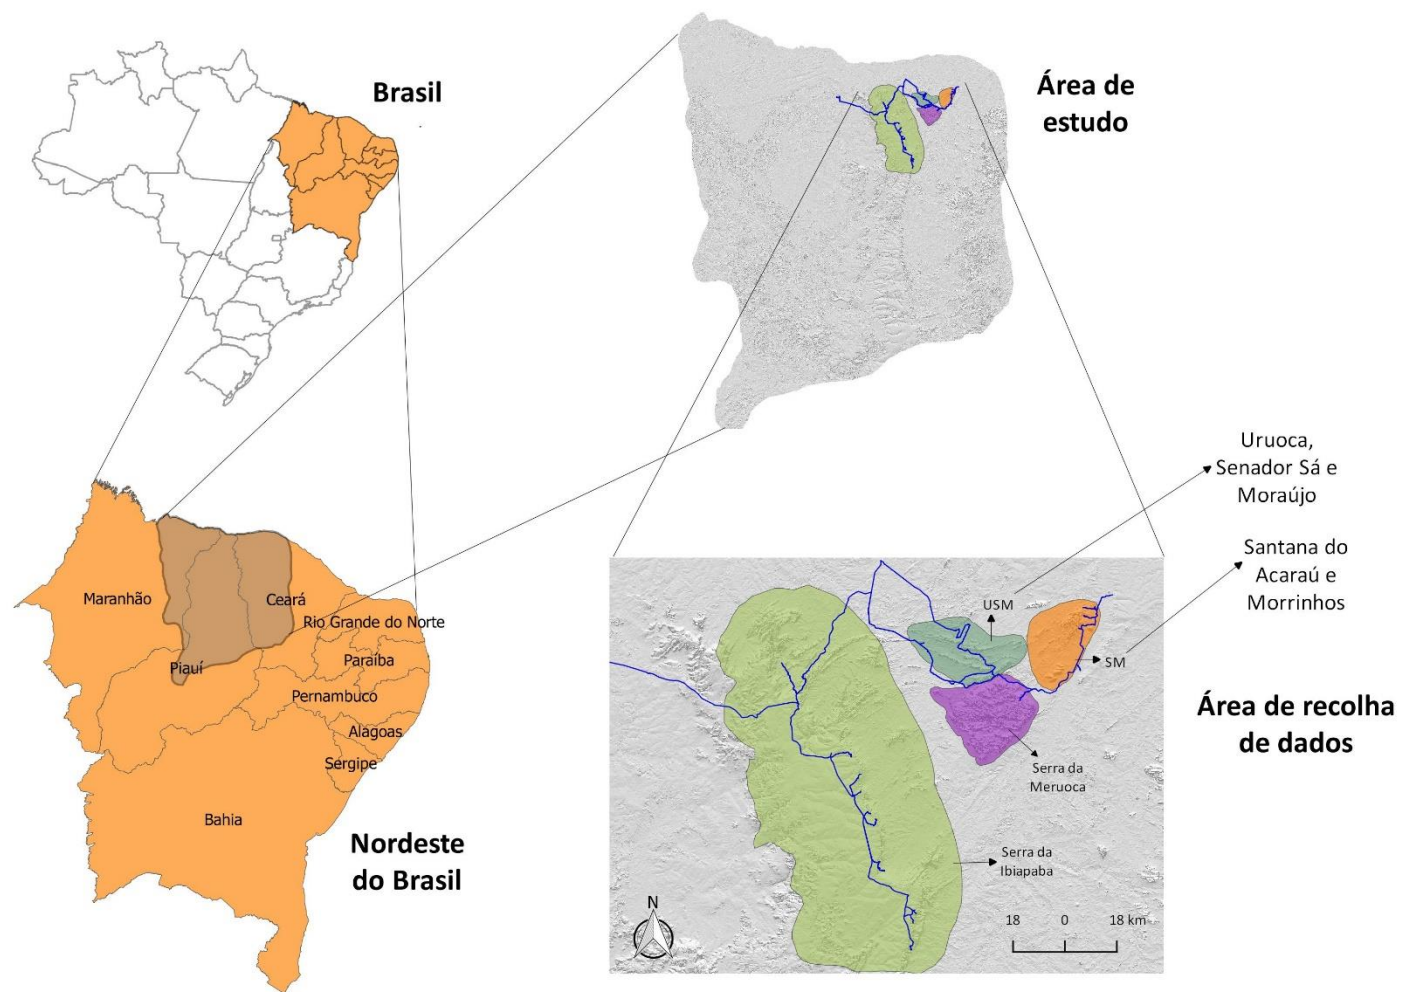 Brasil
Área de
estudo
Maranhão
Ceará
Rio Grande do Norte
Piauí
Paraíba
Pernambuco
Alagoas
Sergipe
Bahia
Nordeste
do Brasil
Uruoca,
Senador Sá e
Moraújo
Santana do
Acaraú e
Morrinhos
USM
SM
Serra da
Meruoca
Serra da
Ibiapaba
N
18 0 18 km
Área de recolha
de dados